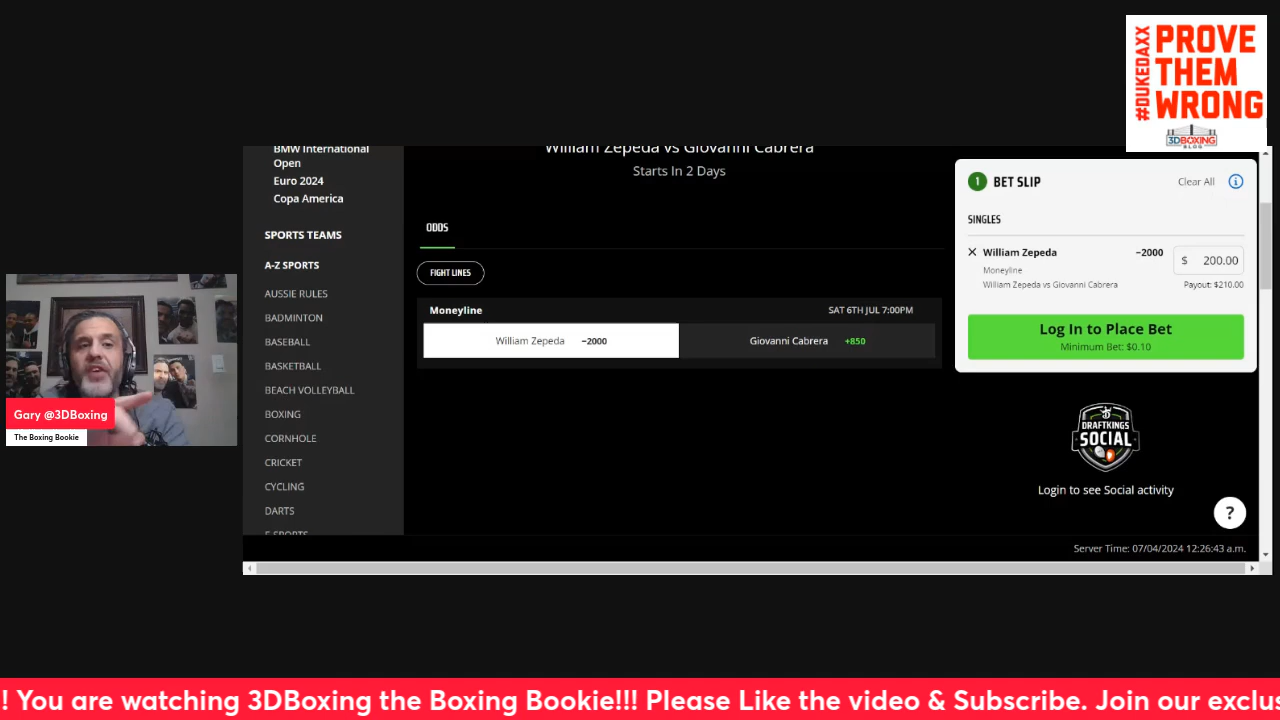 #DUKEDAXX
PROVE
THEM
WRONG
3DBOXING
BLOG
BMW International
Open
Euro 2024
Copa America
SPORTS TEAMS
A-Z SPORTS
AUSSIE RULES
BADMINTON
BASEBALL
BASKETBALL
BEACH VOLLEYBALL
BOXING
CORNHOLE
CRICKET
CYCLING
DARTS
E-SPORTS
William Zepeda vs Giovanni Cabrera
Starts In 2 Days
ODDS
FIGHT LINES
Moneyline
SAT 6TH JUL 7:00PM
William Zepeda −2000
Giovanni Cabrera +850
1 BET SLIP
Clear All
SINGLES
William Zepeda −2000
$ 200.00
Moneyline
William Zepeda vs Giovanni Cabrera
Payout: $210.00
Log In to Place Bet
Minimum Bet: $0.10
DRAFTKINGS
SOCIAL
Login to see Social activity
?
Server Time: 07/04/2024 12:26:43 a.m.
Gary @3DBoxing
The Boxing Bookie
! You are watching 3DBoxing the Boxing Bookie!!! Please Like the video & Subscribe. Join our exclus